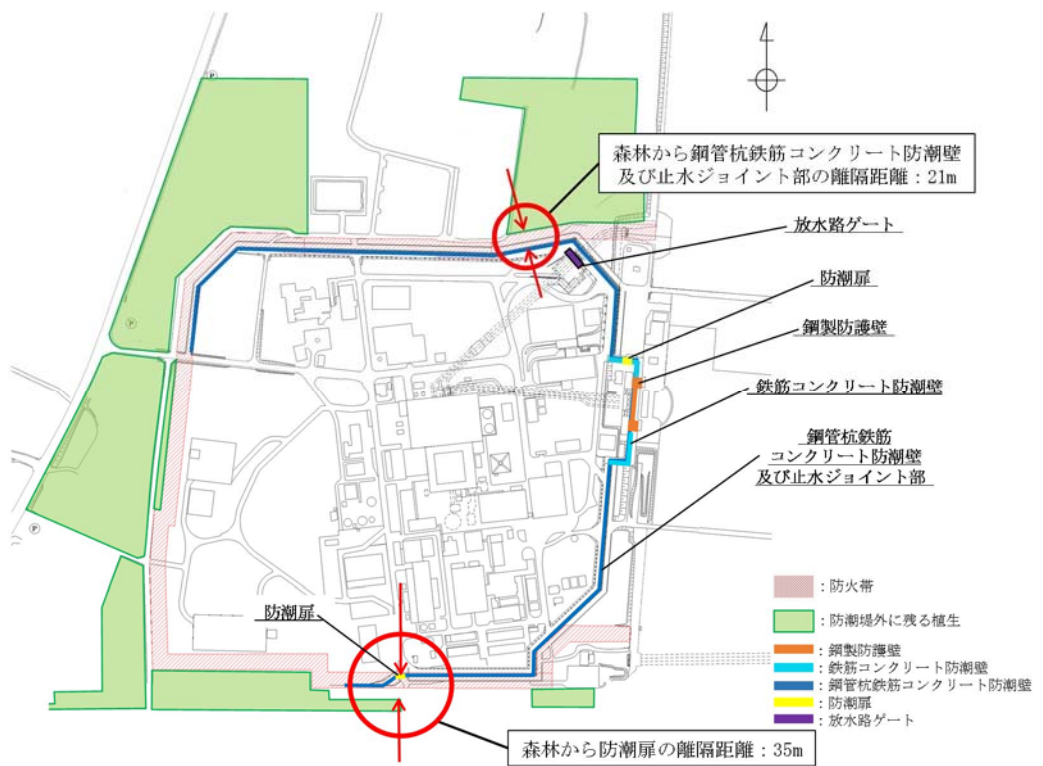 森林から鋼管杭鉄筋コンクリート防潮壁
及び止水ジョイント部の離隔距離：21m
放水路ゲート
防潮扉
鋼製防護壁
鉄筋コンクリート防潮壁
鋼管杭鉄筋
コンクリート防潮壁
及び止水ジョイント部
防潮扉
：防火帯
：防潮堤外に残る植生
：鋼製防護壁
：鉄筋コンクリート防潮壁
：鋼管杭鉄筋コンクリート防潮壁
：防潮扉
：放水路ゲート
森林から防潮扉の離隔距離：35m
P
P
P